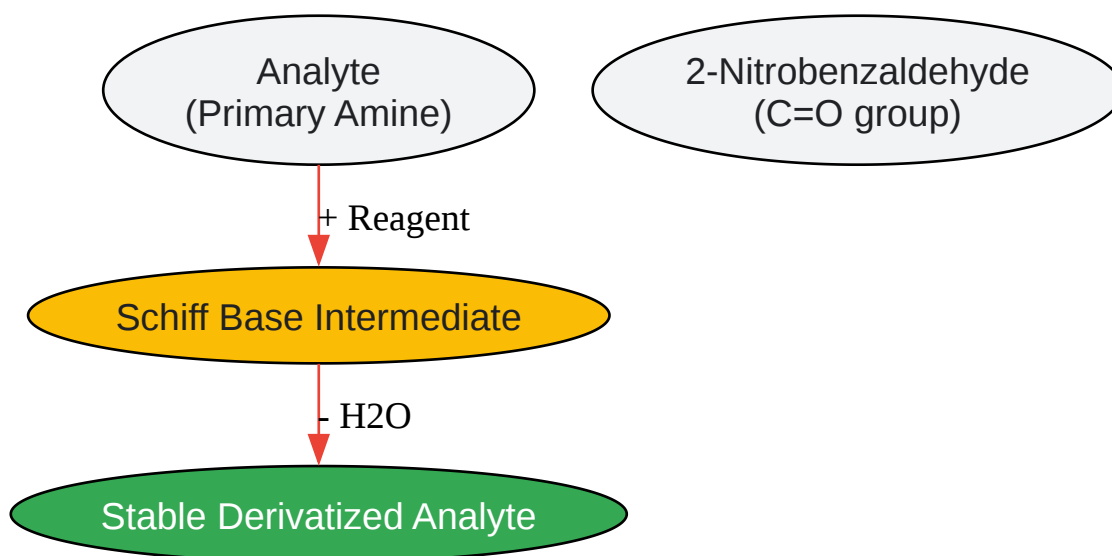 Analyte
(Primary Amine)
2-Nitrobenzaldehyde
(C=O group)
+ Reagent
Schiff Base Intermediate
- H2O
Stable Derivatized Analyte